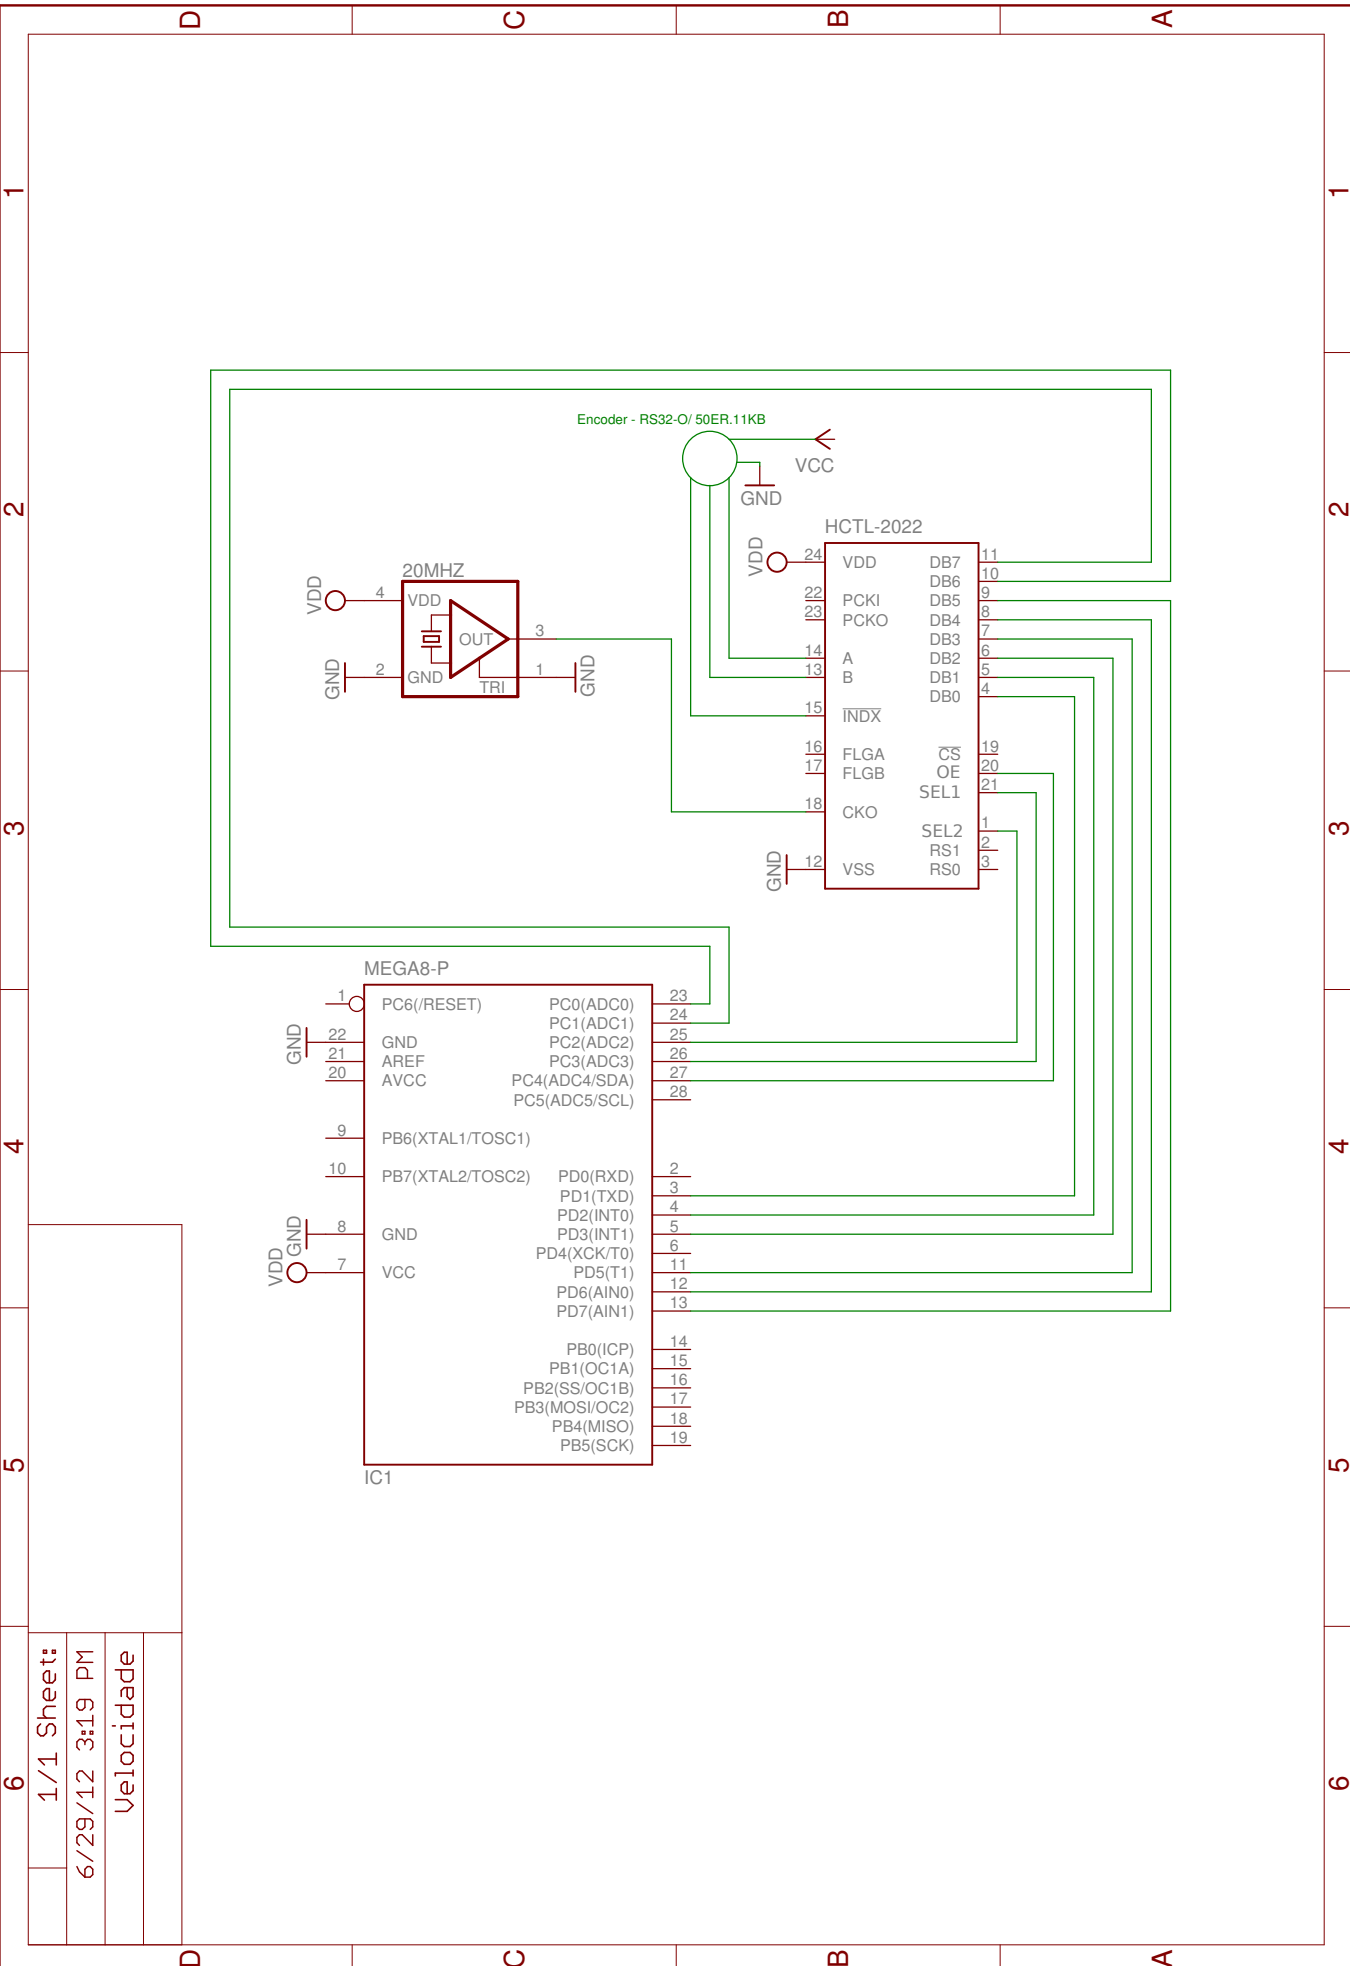 D C B A
1 1
Encoder - RS32-O/ 50ER.11KB
VCC
GND
2 2
HCTL-2022
VDD 24 VDD DB7 11
DB6 10
22 PCKI DB5 9
23 PCKO DB4 8
DB3 7
14 A DB2 6
13 B DB1 5
DB0 4
15 INDX
16 FLGA CS 19
17 FLGB OE 20
SEL1 21
18 CKO
SEL2 1
RS1 2
GND 12 VSS RS0 3
20MHZ
VDD 4 VDD
OUT 3
GND 2 GND TRI 1 GND
3 3
MEGA8-P
1 PC6(/RESET) PC0(ADC0) 23
PC1(ADC1) 24
GND 22 GND PC2(ADC2) 25
21 AREF PC3(ADC3) 26
20 AVCC PC4(ADC4/SDA) 27
PC5(ADC5/SCL) 28
9 PB6(XTAL1/TOSC1)
4 4
10 PB7(XTAL2/TOSC2) PD0(RXD) 2
PD1(TXD) 3
PD2(INT0) 4
GND 8 GND PD3(INT1) 5
PD4(XCK/T0) 6
VDD 7 VCC PD5(T1) 11
PD6(AIN0) 12
PD7(AIN1) 13
PB0(ICP) 14
PB1(OC1A) 15
PB2(SS/OC1B) 16
PB3(MOSI/OC2) 17
PB4(MISO) 18
PB5(SCK) 19
IC1
5 5
1/1 Sheet:
6/29/12 3:19 PM
Velocidade
6 6
D C B A